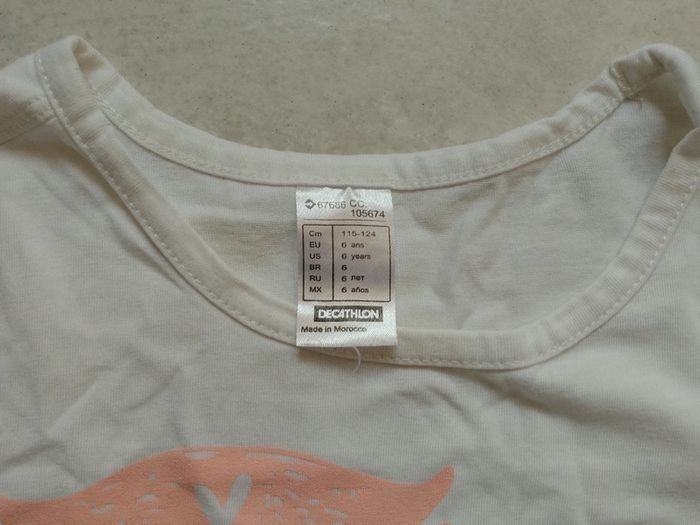 67686 CC:
105674
Cm 115-124
EU 6 ans
US 6 years
BR 6
RU 6 лет
MX 6 años
DECATHLON
Made in Morocco